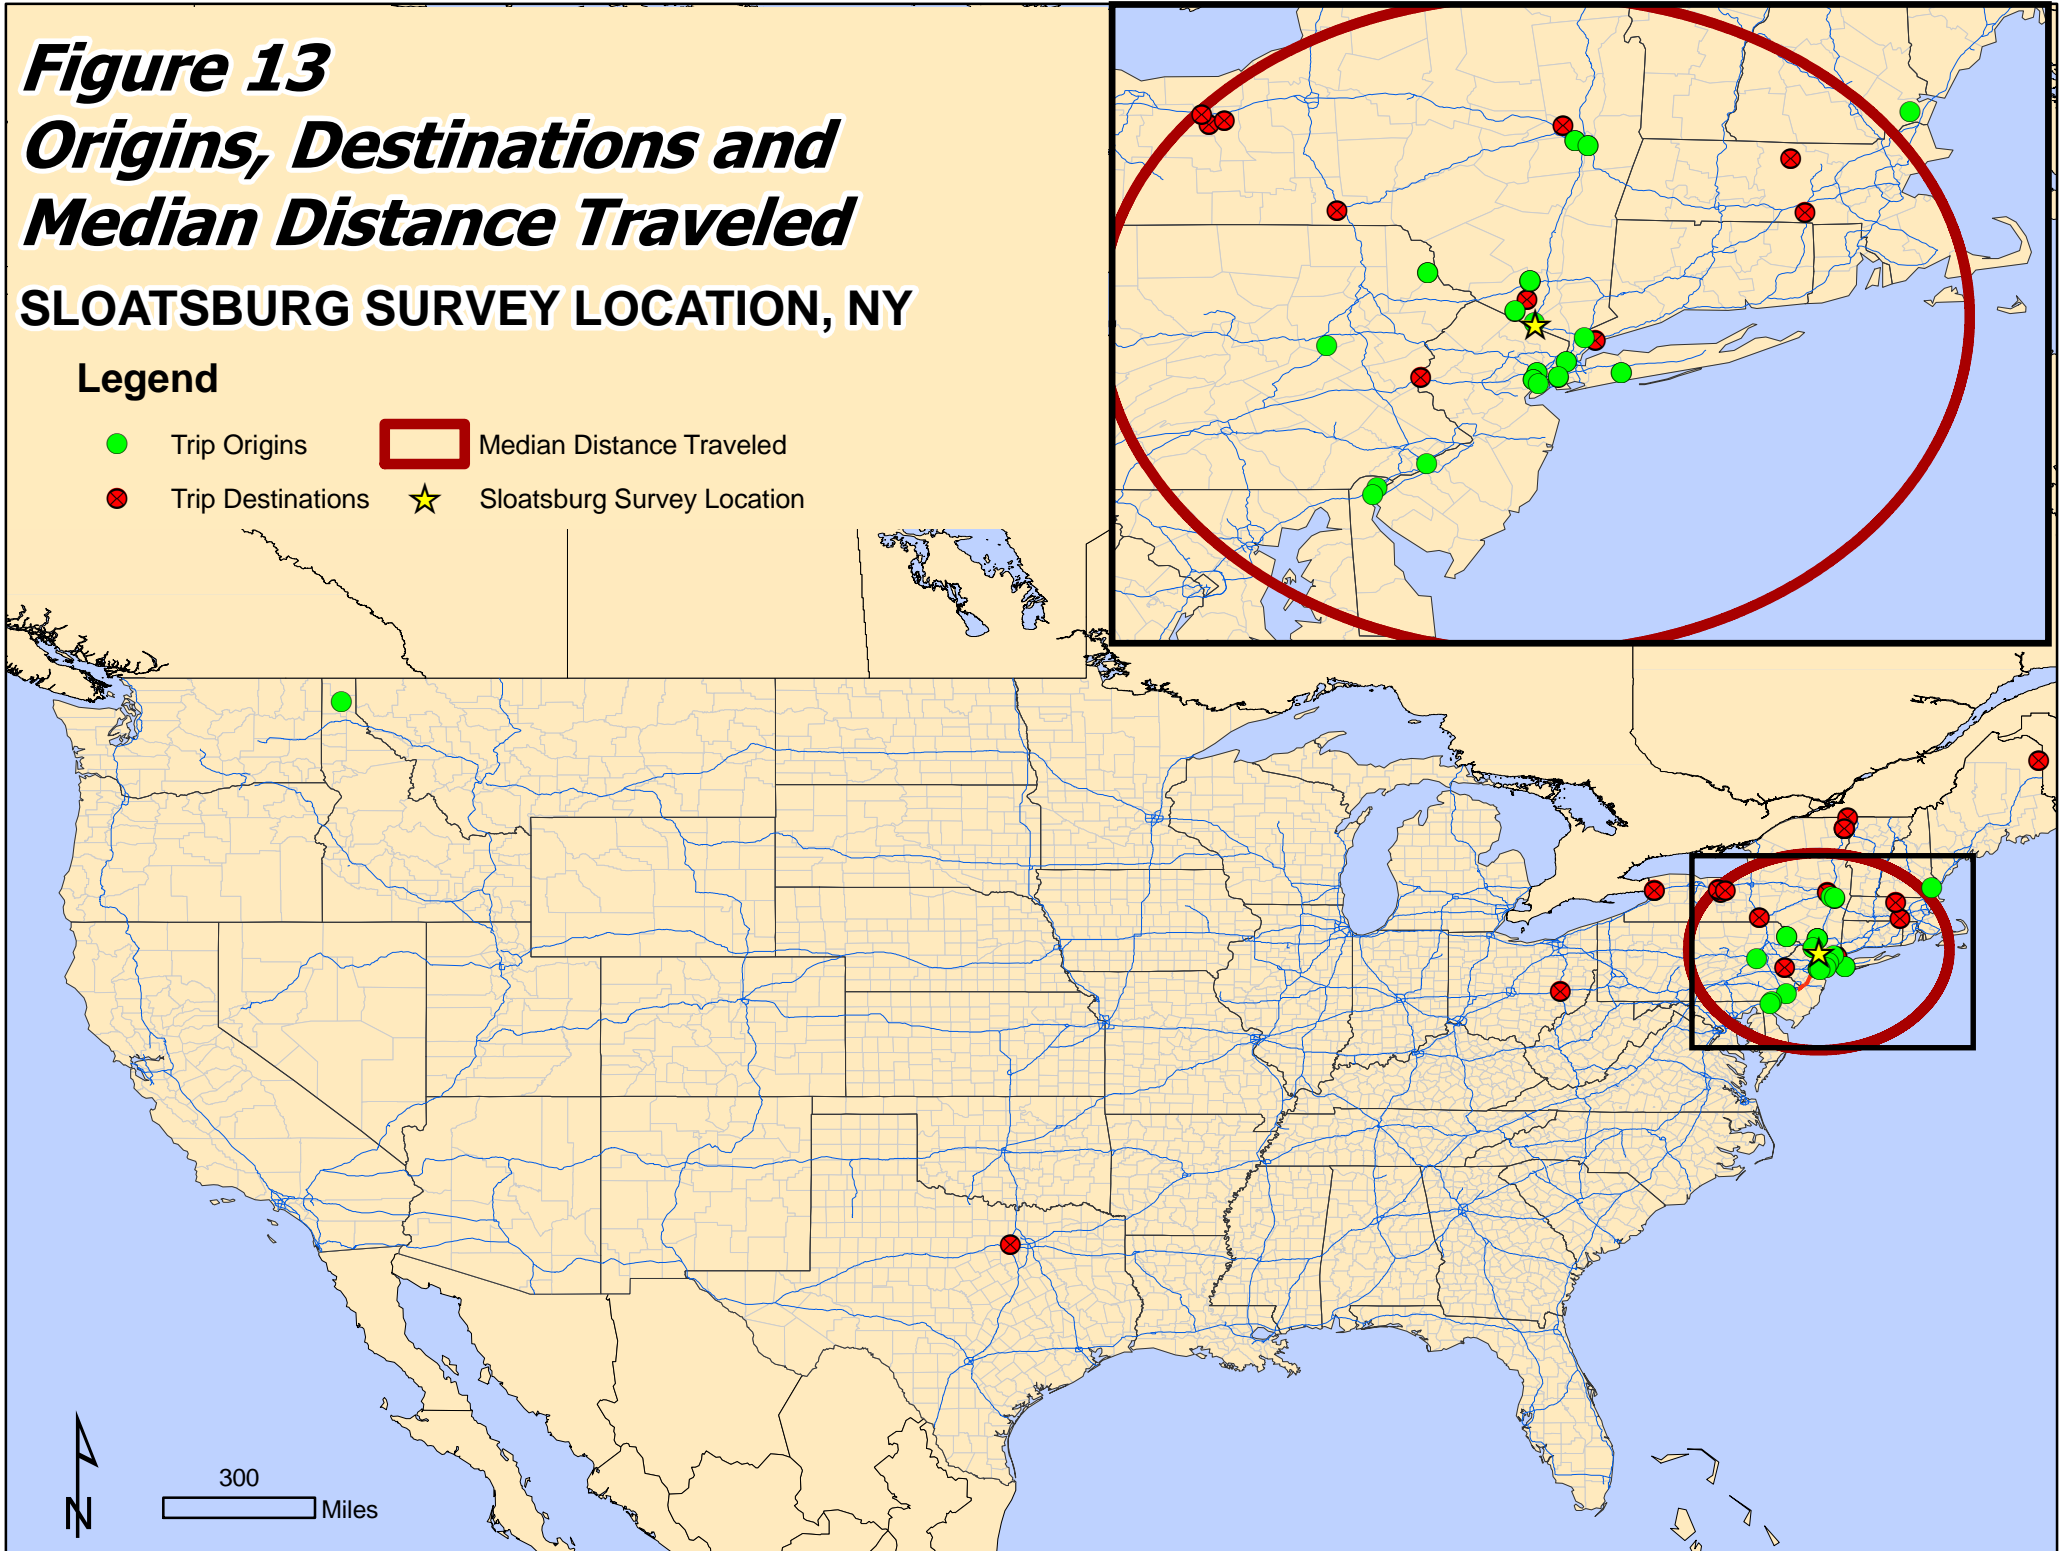 Figure 13
Origins, Destinations and
Median Distance Traveled
SLOATSBURG SURVEY LOCATION, NY
Legend
Trip Origins
Median Distance Traveled
Trip Destinations
Sloatsburg Survey Location
N
300
Miles